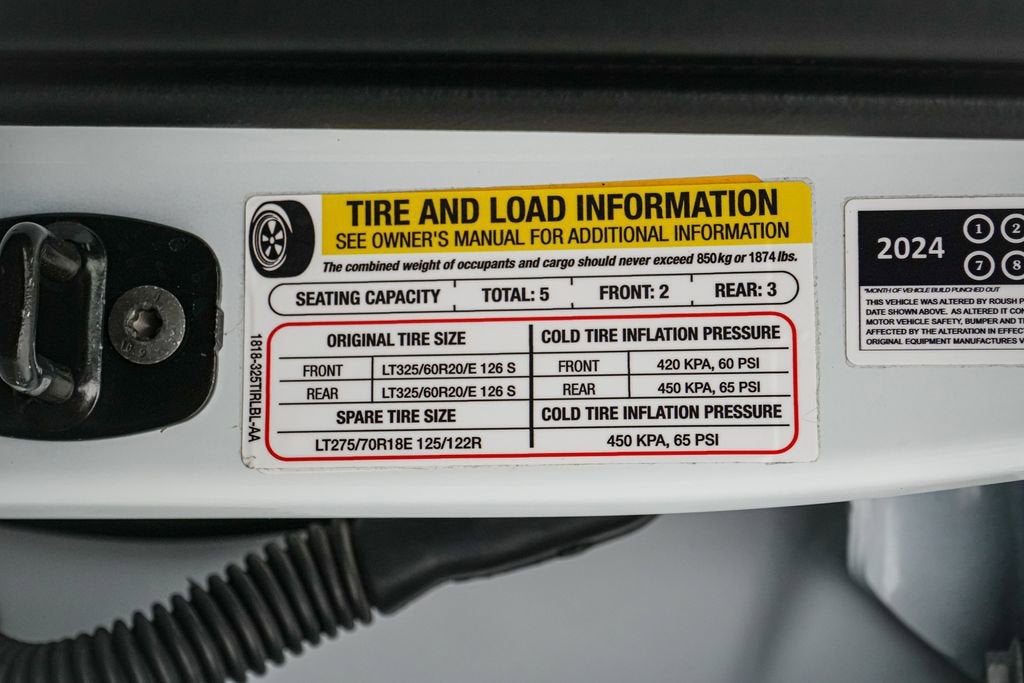 TIRE AND LOAD INFORMATION
SEE OWNER'S MANUAL FOR ADDITIONAL INFORMATION
The combined weight of occupants and cargo should never exceed 850kg or 1874 lbs.
SEATING CAPACITY TOTAL: 5 FRONT: 2 REAR: 3
ORIGINAL TIRE SIZE COLD TIRE INFLATION PRESSURE
FRONT LT325/60R20/E 126 S FRONT 420 KPA, 60 PSI
REAR LT325/60R20/E 126 S REAR 450 KPA, 65 PSI
SPARE TIRE SIZE COLD TIRE INFLATION PRESSURE
LT275/70R18E 125/122R 450 KPA, 65 PSI
1818-325TIRLBL-AA
2024 1 2
7 8
*MONTH OF VEHICLE BUILD PUNCHED OUT
THIS VEHICLE WAS ALTERED BY ROUSH P
DATE SHOWN ABOVE. AS ALTERED IT CON
MOTOR VEHICLE SAFETY, BUMPER AND T
AFFECTED BY THE ALTERATION IN EFFECT
ORIGINAL EQUIPMENT MANUFACTURES V